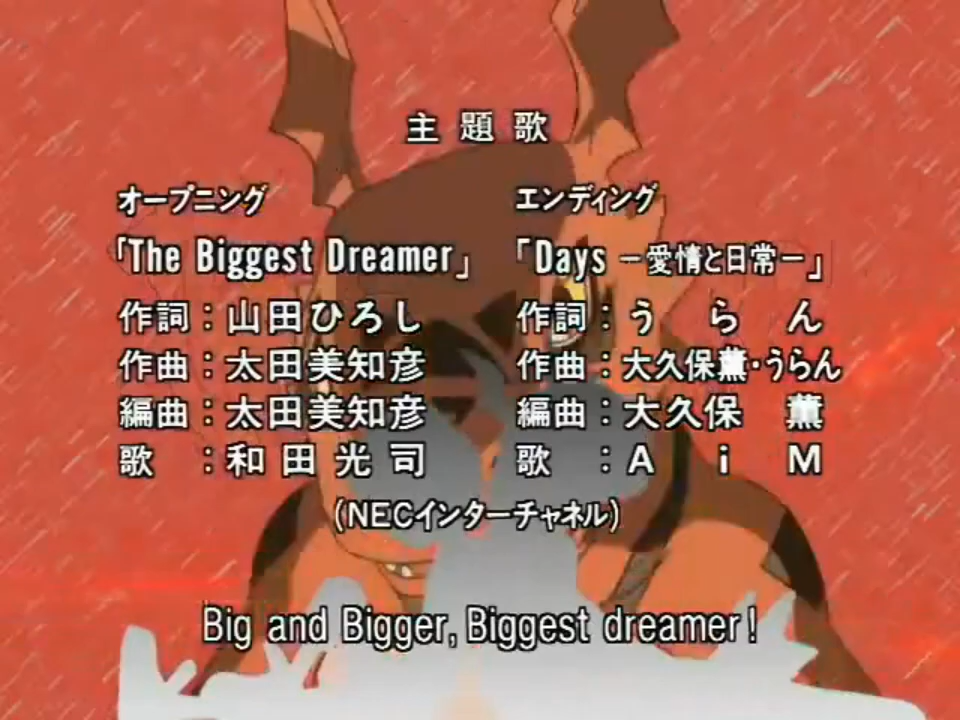 主題歌
オープニング
「The Biggest Dreamer」
作詞：山田ひろし
作曲：太田美知彦
編曲：太田美知彦
歌　：和田光司
エンディング
「Days －愛情と日常－」
作詞：うらん
作曲：大久保薫・うらん
編曲：大久保　薫
歌　：AiM
(NECインターチャネル)
Big and Bigger, Biggest dreamer!